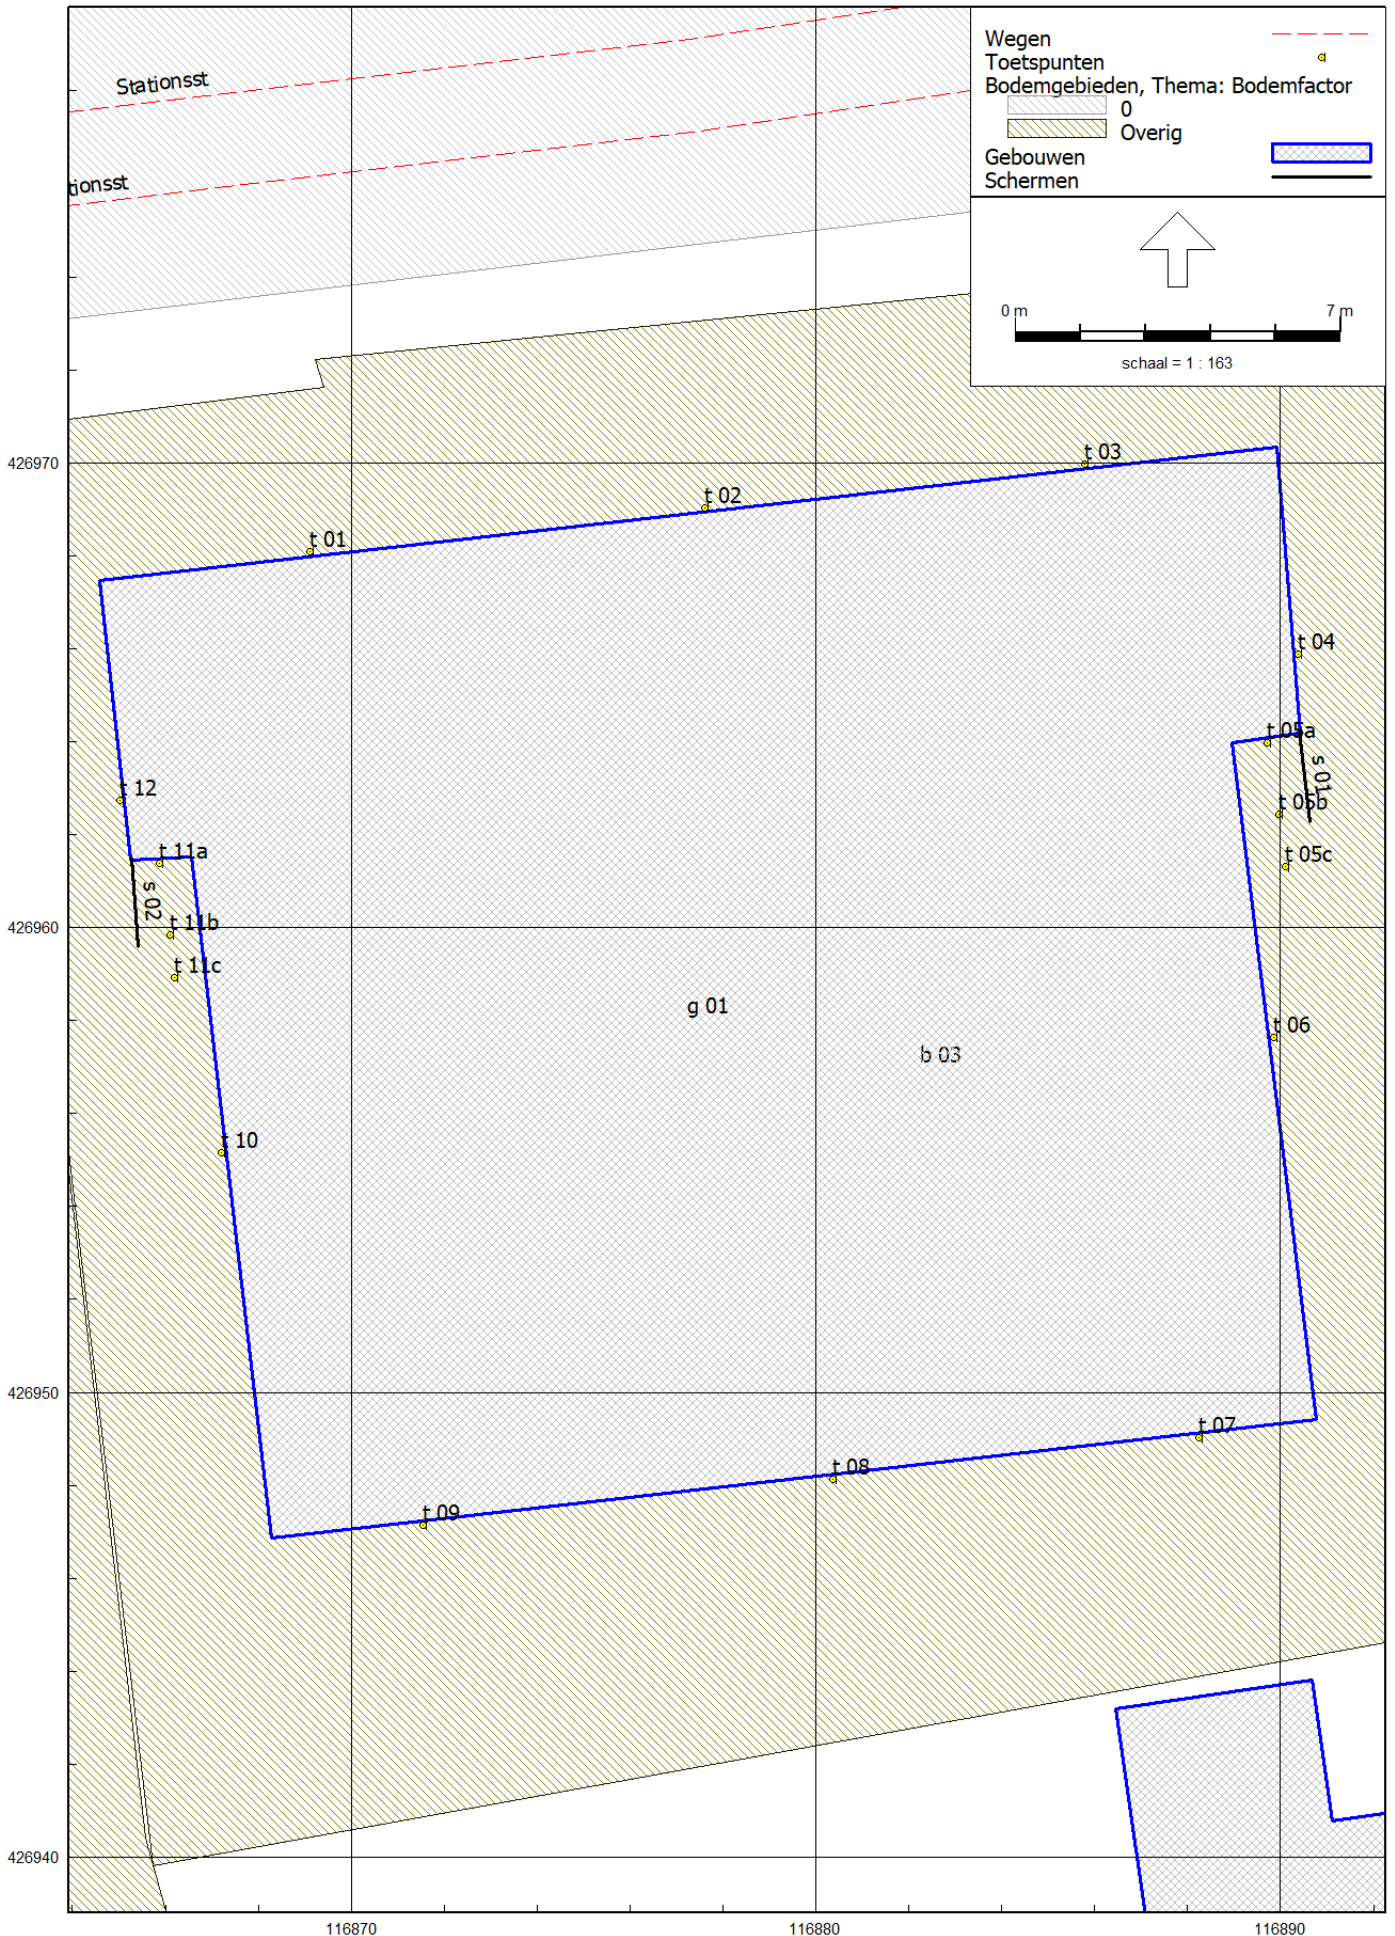 Wegen
Toetspunten
Bodemgebieden, Thema: Bodemfactor
0
Overig
Gebouwen
Schermen
0 m 7 m
schaal = 1 : 163
Stationsst
tionsst
426970
t 03
t 02
t 01
t 04
t 05a
s 01
t 12
t 05b
t 11a
t 05c
s 02
t 11b
426960
t 11c
g 01
t 06
b 03
t 10
426950
t 07
t 08
t 09
426940
116870 116880 116890